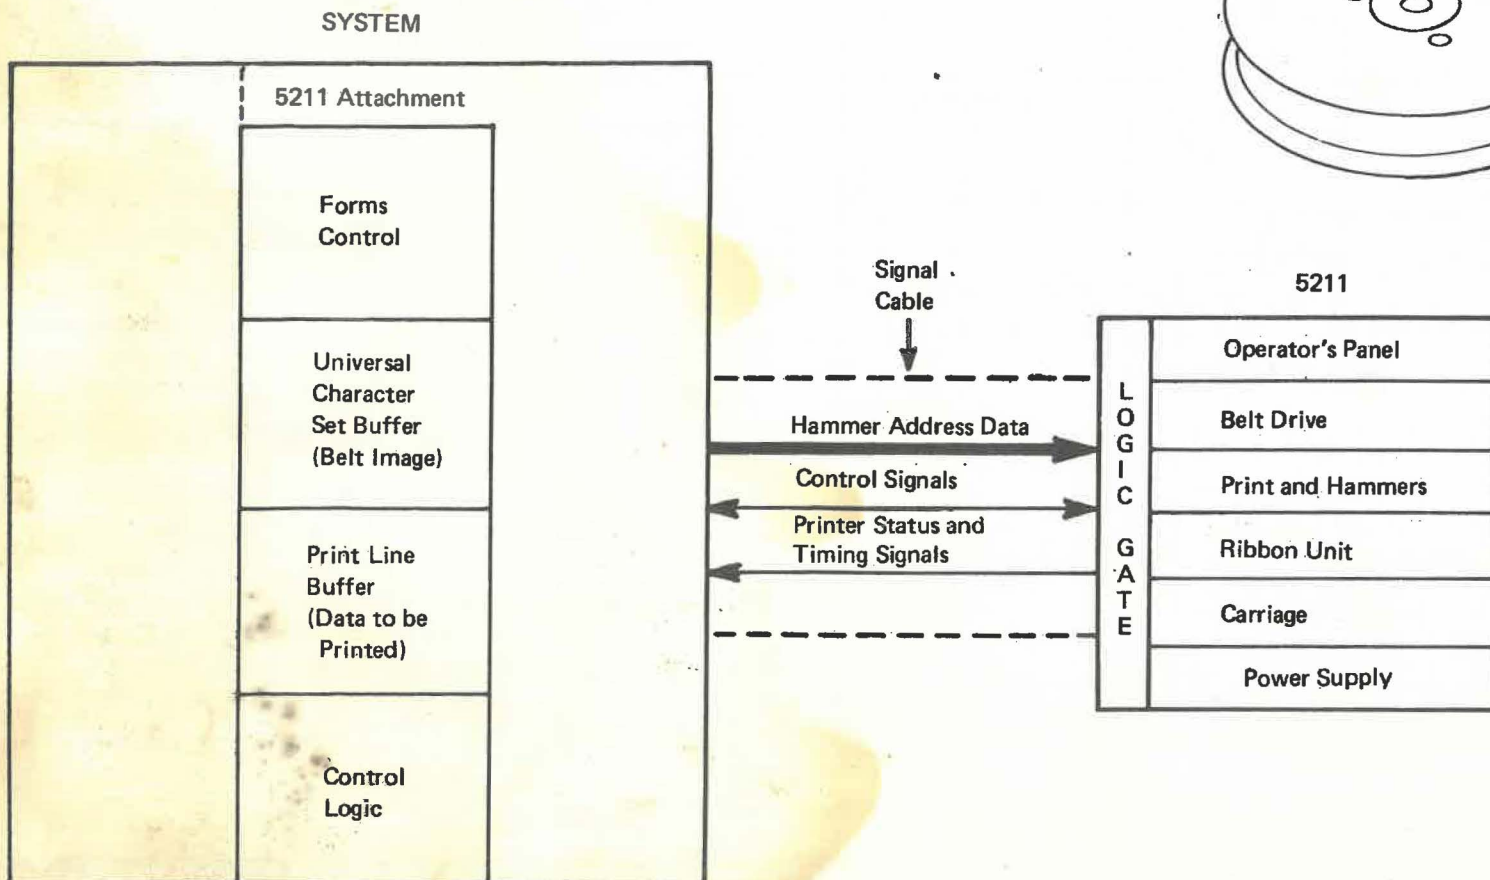 SYSTEM
5211 Attachment
Forms
Control
Universal
Character
Set Buffer
(Belt Image)
Print Line
Buffer
(Data to be
Printed)
Control
Logic
Signal
Cable
Hammer Address Data
Control Signals
Printer Status and
Timing Signals
5211
LOGIC GATE
Operator's Panel
Belt Drive
Print and Hammers
Ribbon Unit
Carriage
Power Supply